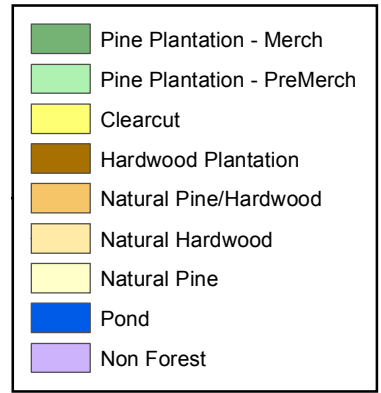 Pine Plantation - Merch
Pine Plantation - PreMerch
Clearcut
Hardwood Plantation
Natural Pine/Hardwood
Natural Hardwood
Natural Pine
Pond
Non Forest